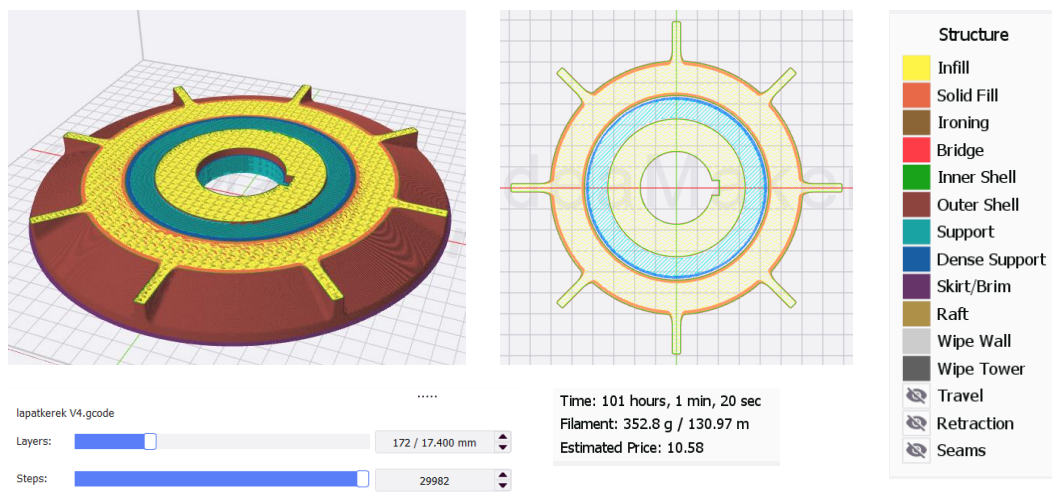 Structure
Infill
Solid Fill
Ironing
Bridge
Inner Shell
Outer Shell
Support
Dense Support
Skirt/Brim
Raft
Wipe Wall
Wipe Tower
Travel
Retraction
Seams
.....
lapatkerek V4.gcode
Layers: 172 / 17.400 mm
Steps: 29982
Time: 101 hours, 1 min, 20 sec
Filament: 352.8 g / 130.97 m
Estimated Price: 10.58